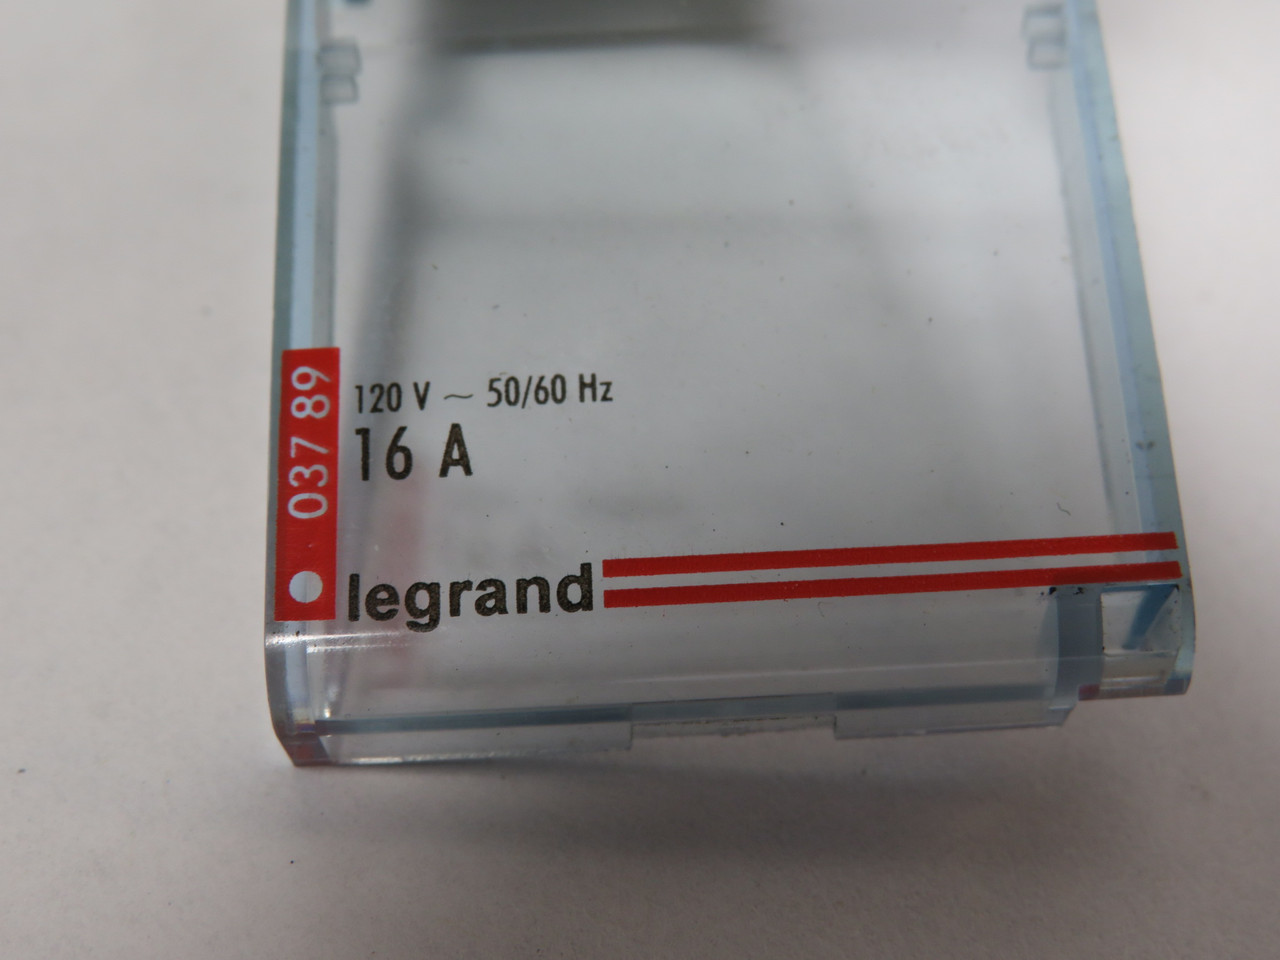 037 89
120 V ~ 50/60 Hz
16 A
legrand